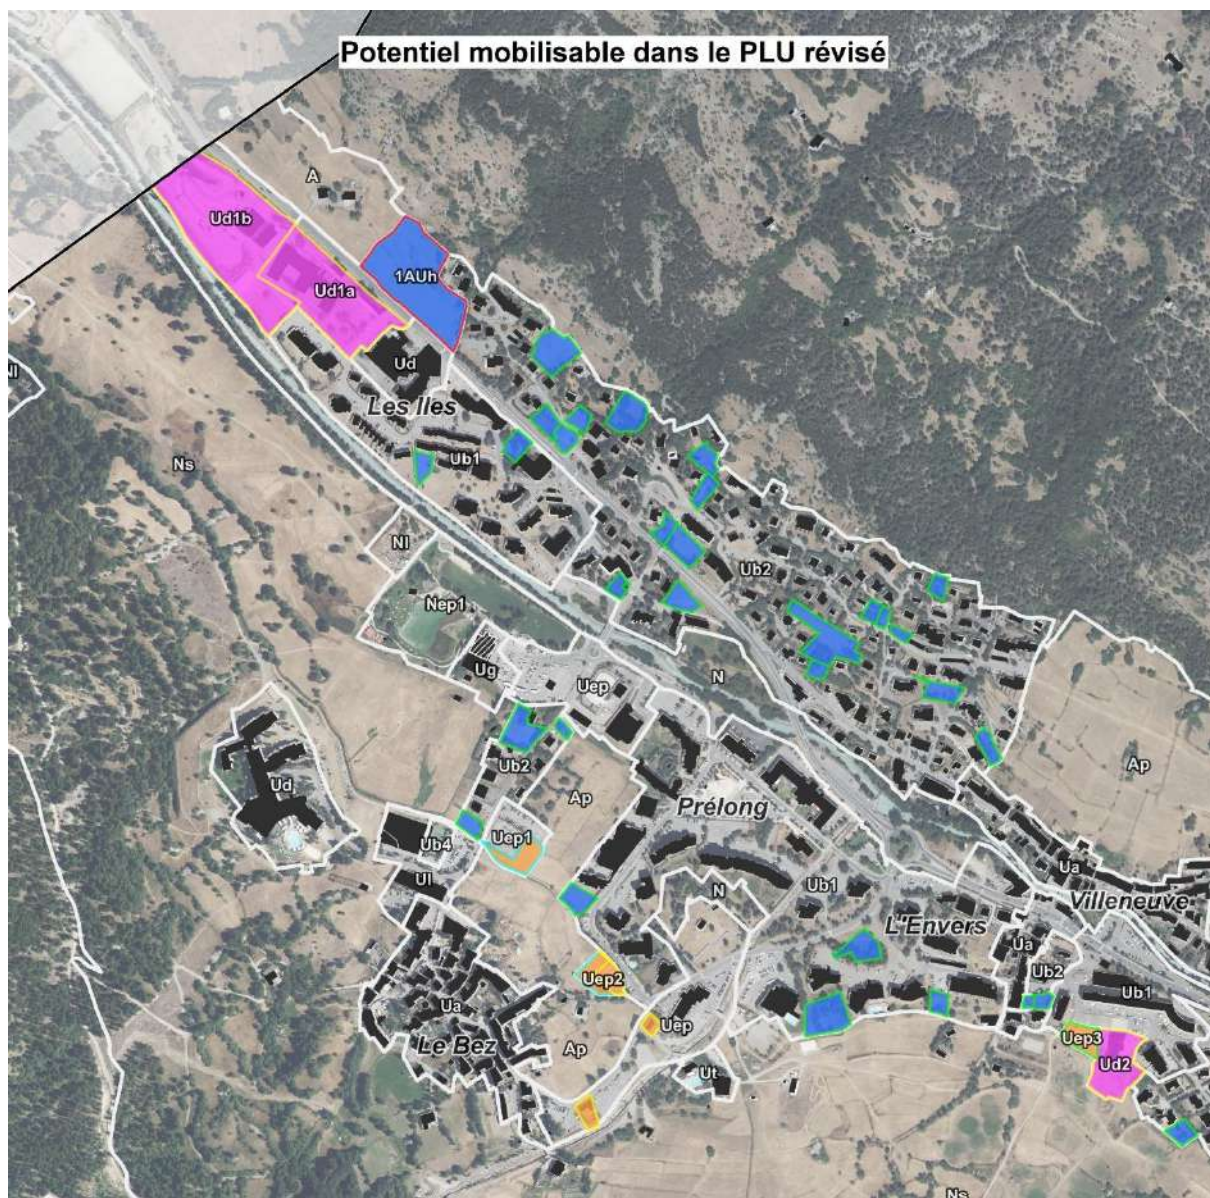 Potentiel mobilisable dans le PLU révisé
A
Ud1b
1AUh
Ud1a
Ud
Les Iles
Nl
Ns
Ub1
Nl
Ub2
Nep1
Ug
Uep
N
Ub2
Ap
Ap
Ud
Prélong
Uep1
Ub4
Ul
Ua
N
Ub1
Villeneuve
L'Envers
Ua
Ub2
Uep2
Ub1
Ua
Uep
Uep3
Le Bez
Ap
Ud2
Ut
Ns